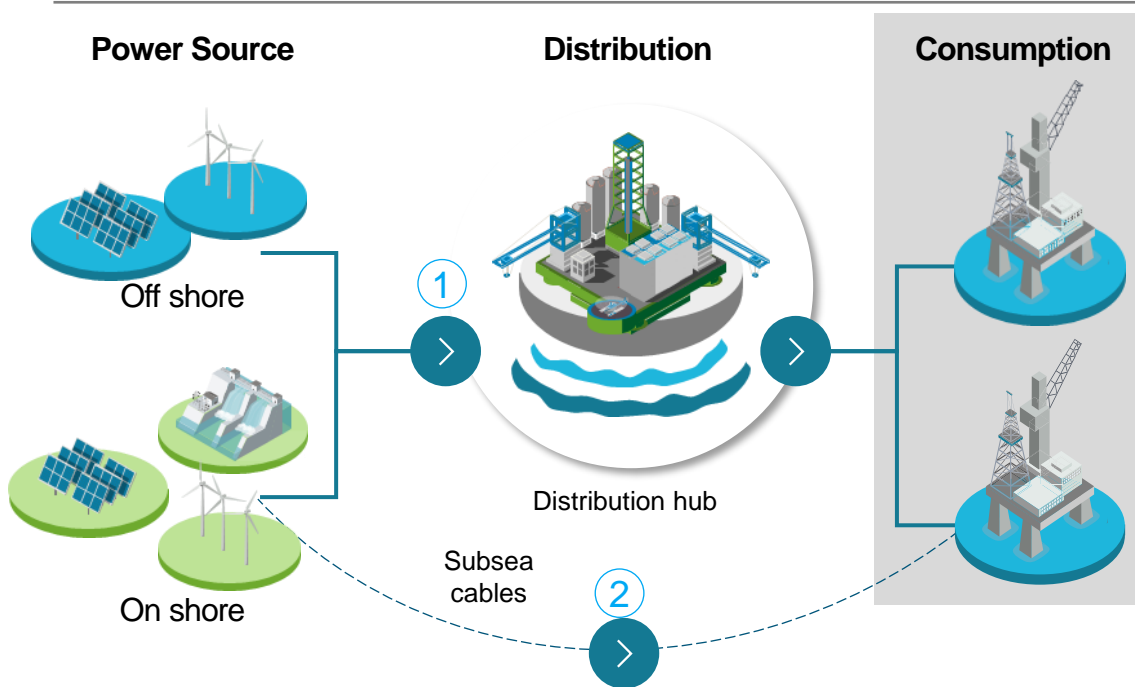 Power Source
Distribution
Consumption
Off shore
1
Distribution hub
On shore
Subsea
cables
2